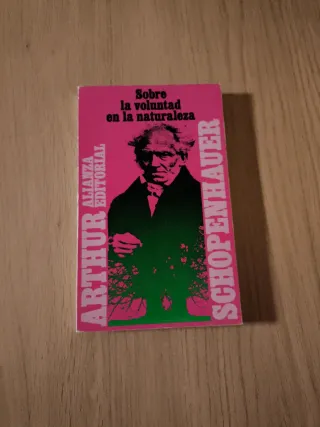 Sobre
la voluntad
en la naturaleza
ARTHUR
ALIANZA
EDITORIAL
SCHOPENHAUER